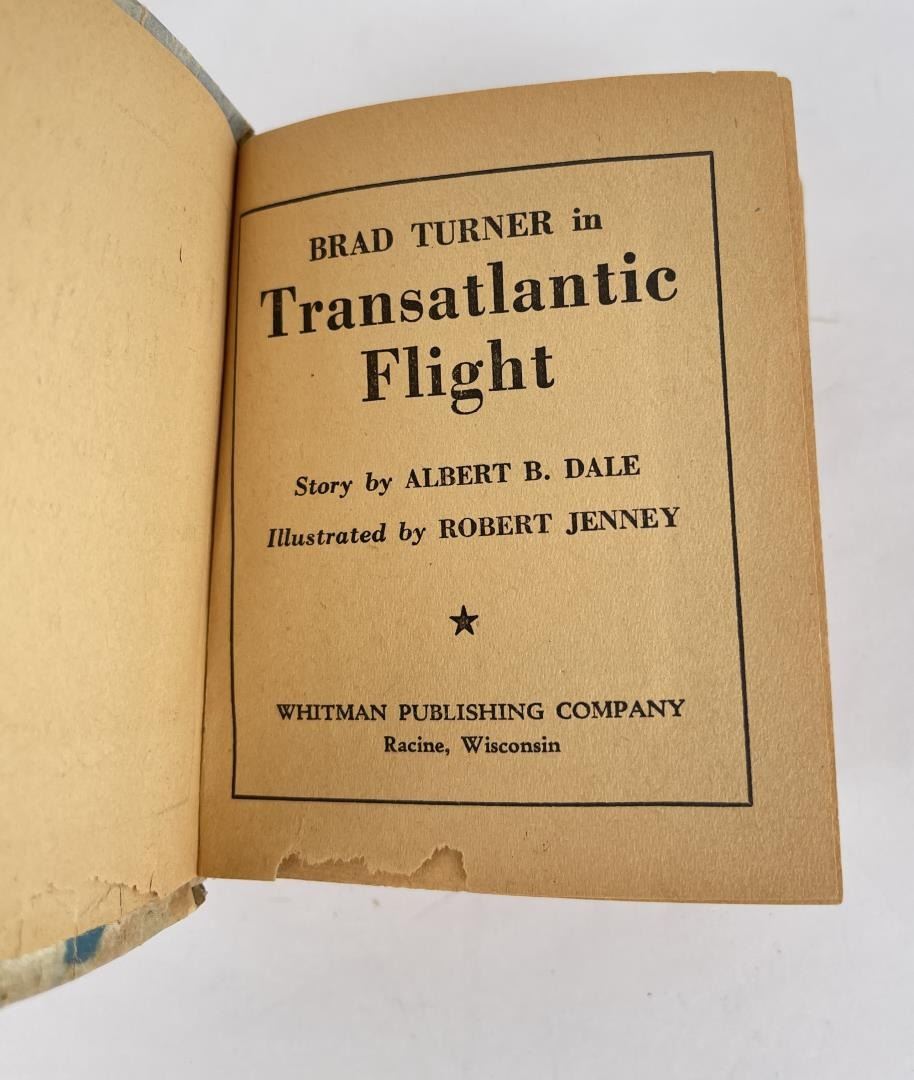 BRAD TURNER in
Transatlantic
Flight
Story by ALBERT B. DALE
Illustrated by ROBERT JENNEY
WHITMAN PUBLISHING COMPANY
Racine, Wisconsin